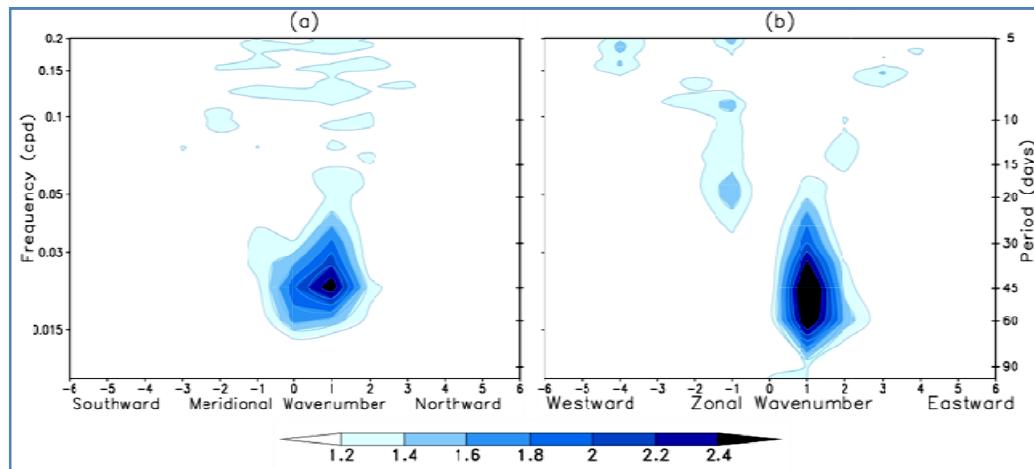 (a)
(b)
0.2
0.15
0.1
0.05
0.03
0.015
Frequency (cpd)
-6 -5 -4 -3 -2 -1 0 1 2 3 4 5 6
Southward Meridional Wavenumber Northward
5
10
15
20
30
45
60
90
Period (days)
-6 -5 -4 -3 -2 -1 0 1 2 3 4 5 6
Westward Zonal Wavenumber Eastward
1.2 1.4 1.6 1.8 2 2.2 2.4